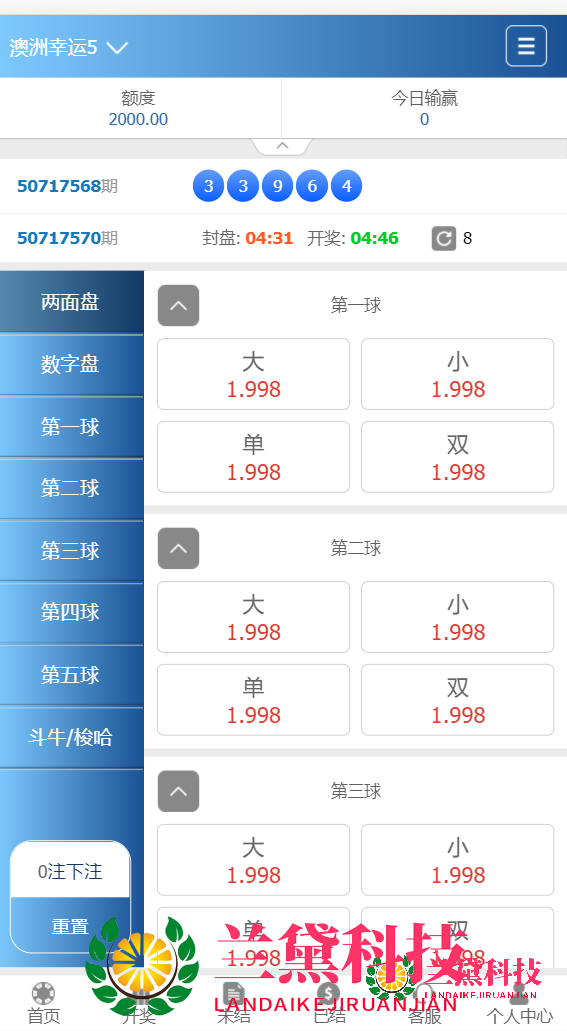 澳洲幸运5
额度
今日输赢
2000.00
0
50717568期
3 3 9 6 4
50717570期
封盘: 04:31 开奖: 04:46
8
两面盘
数字盘
第一球
第二球
第三球
第四球
第五球
斗牛/梭哈
0注下注
重置
第一球
大
小
1.998
1.998
单
双
1.998
1.998
第二球
大
小
1.998
1.998
单
双
1.998
1.998
第三球
大
小
1.998
1.998
单
双
1.998
1.998
兰黛科技
LANDAIKEJIRUANJIAN
兰黛科技
LANDAIKEJIRUANJIAN
首页
开奖
未结
已结
客服
个人中心